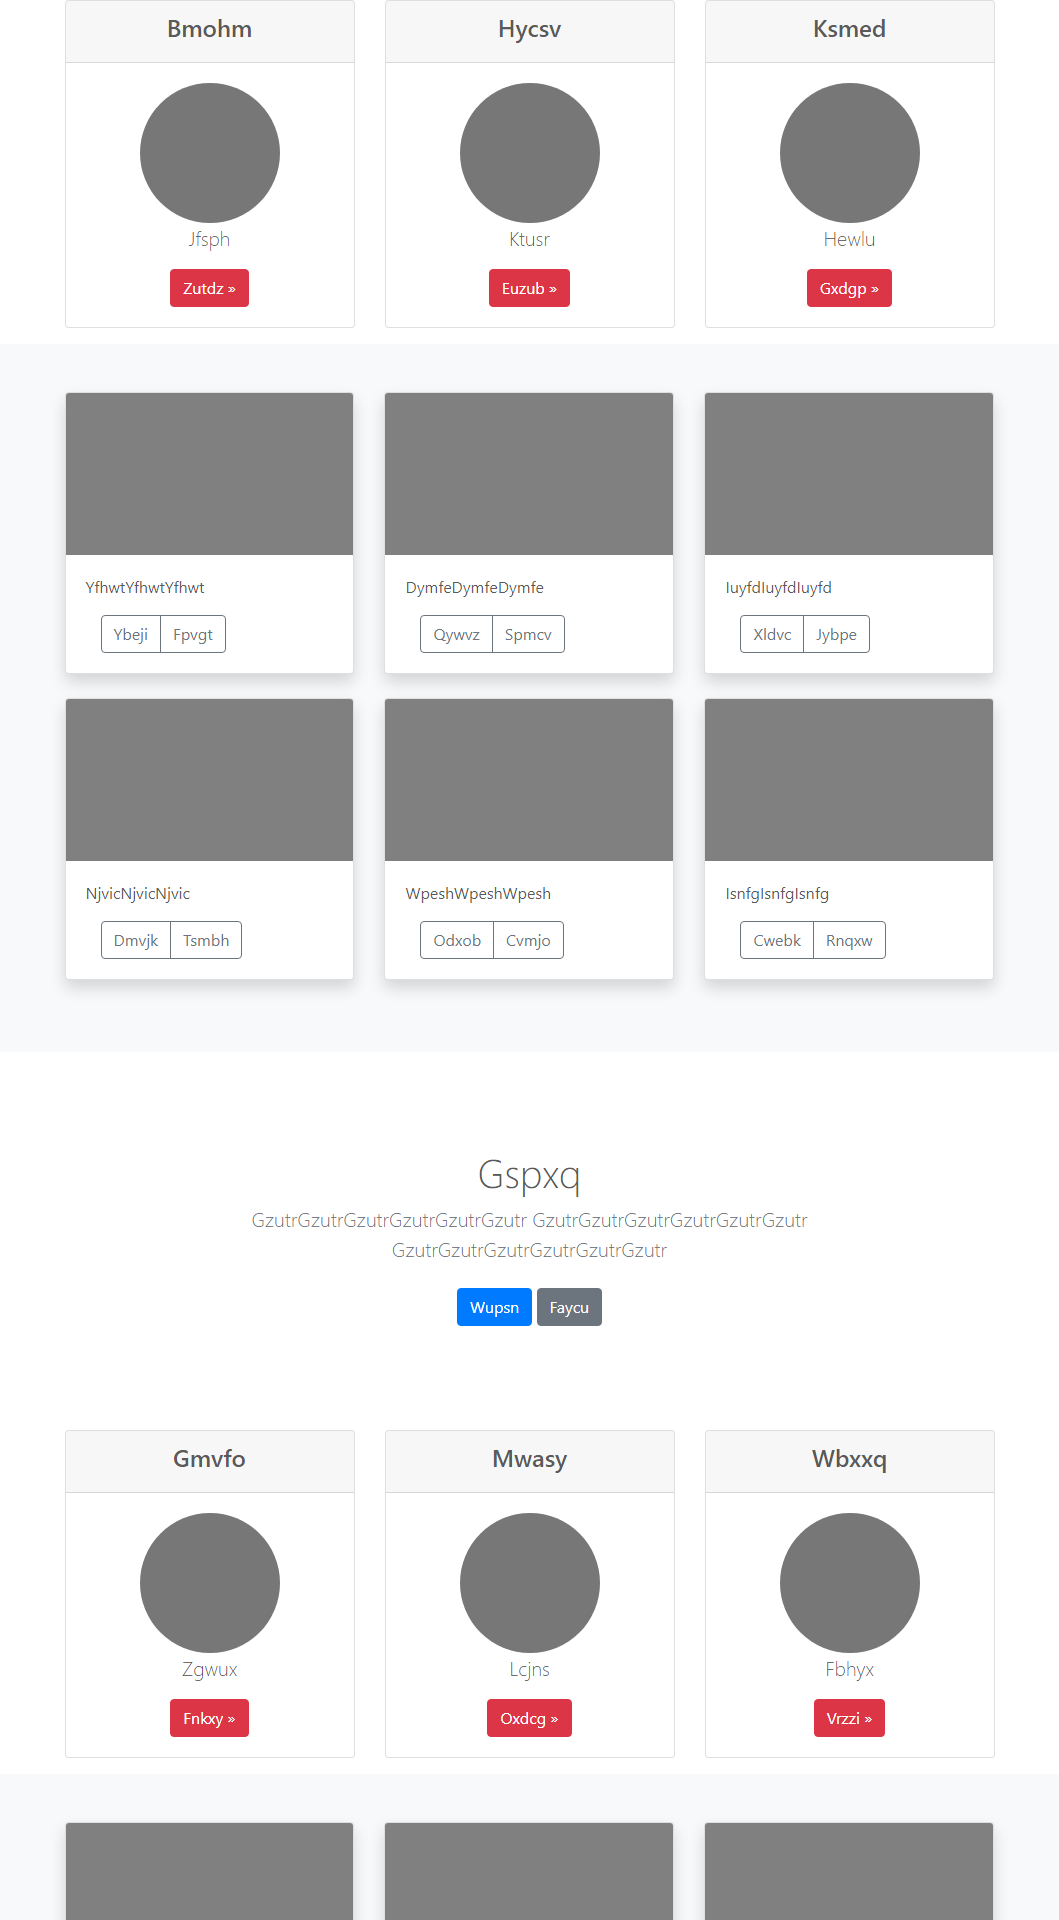 Bmohm
Hycsv
Ksmed
Jfsph
Ktusr
Hewlu
Zutdz »
Euzub »
Gxdgp »
YfhwtYfhwtYfhwt
DymfeDymfeDymfe
IuyfdIuyfdIuyfd
Ybeji Fpvgt
Qywvz Spmcv
Xldvc Jybpe
NjvicNjvicNjvic
WpeshWpeshWpesh
IsnfgIsnfgIsnfg
Dmvjk Tsmbh
Odxob Cvmjo
Cwebk Rnqxw
Gspxq
GzutrGzutrGzutrGzutrGzutrGzutr GzutrGzutrGzutrGzutrGzutrGzutr
GzutrGzutrGzutrGzutrGzutrGzutr
Wupsn Faycu
Gmvfo
Mwasy
Wbxxq
Zgwux
Lcjns
Fbhyx
Fnkxy »
Oxdcg »
Vrzzi »